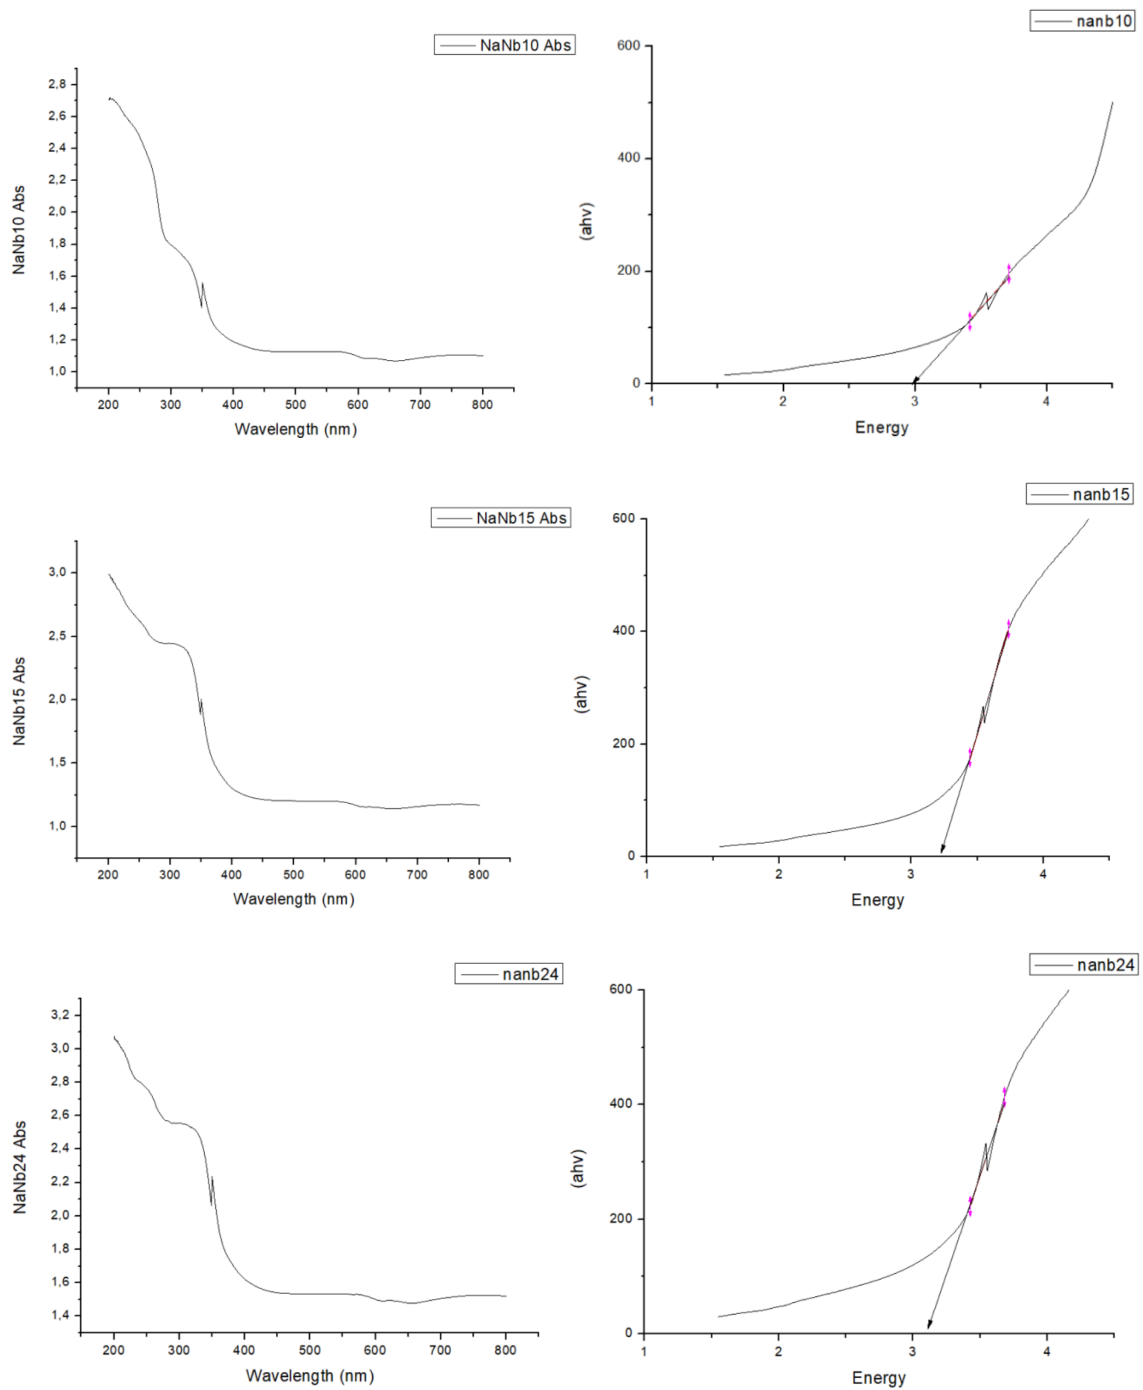 NaNb10 Abs
2,8
2,6
2,4
2,2
2,0
1,8
1,6
1,4
1,2
1,0
NaNb10 Abs
200 300 400 500 600 700 800
Wavelength (nm)
nanb10
600
400
200
0
(ahv)
1 2 3 4
Energy
NaNb15 Abs
3,0
2,5
2,0
1,5
1,0
NaNb15 Abs
200 300 400 500 600 700 800
Wavelength (nm)
nanb15
600
400
200
0
(ahv)
1 2 3 4
Energy
nanb24
3,2
3,0
2,8
2,6
2,4
2,2
2,0
1,8
1,6
1,4
NaNb24 Abs
200 300 400 500 600 700 800
Wavelength (nm)
nanb24
600
400
200
0
(ahv)
1 2 3 4
Energy